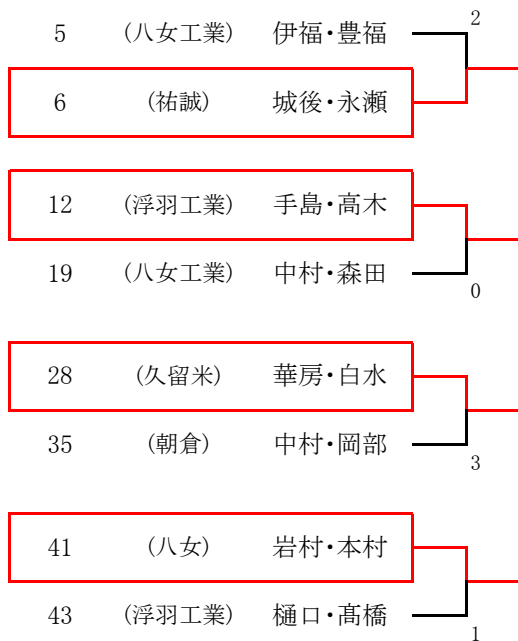 5 (八女工業) 伊福・豊福 2
6 (祐誠) 城後・永瀬
12 (浮羽工業) 手島・高木
19 (八女工業) 中村・森田 0
28 (久留米) 華房・白水
35 (朝倉) 中村・岡部 3
41 (八女) 岩村・本村
43 (浮羽工業) 樋口・髙橋 1